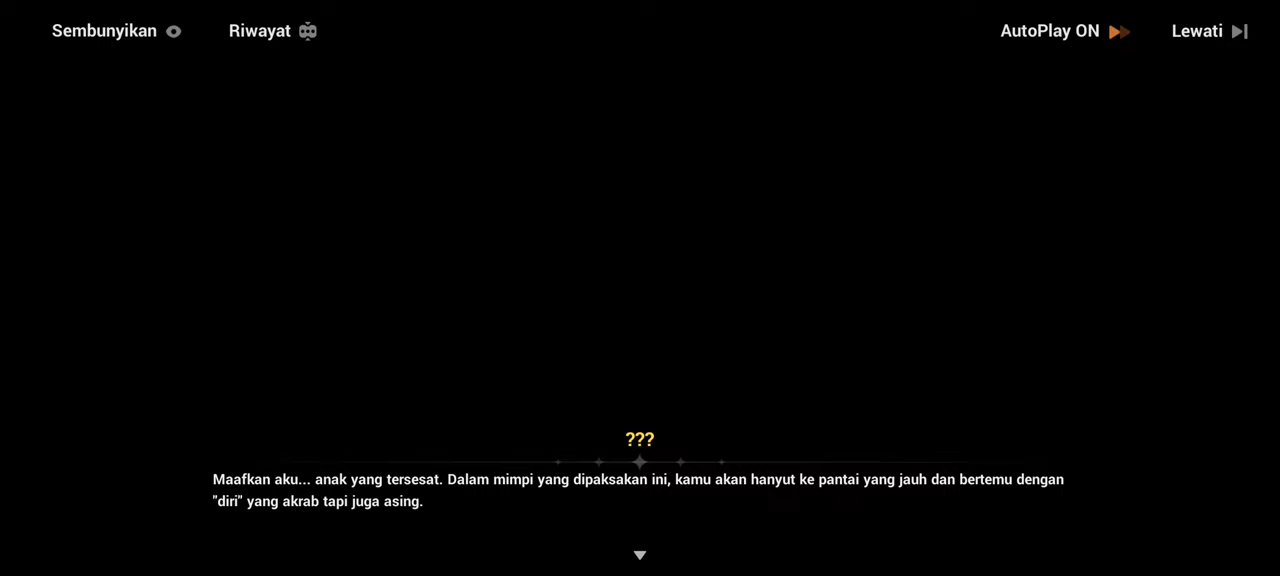 Sembunyikan
Riwayat
AutoPlay ON
Lewati
???
Maafkan aku... anak yang tersesat. Dalam mimpi yang dipaksakan ini, kamu akan hanyut ke pantai yang jauh dan bertemu dengan
"diri" yang akrab tapi juga asing.